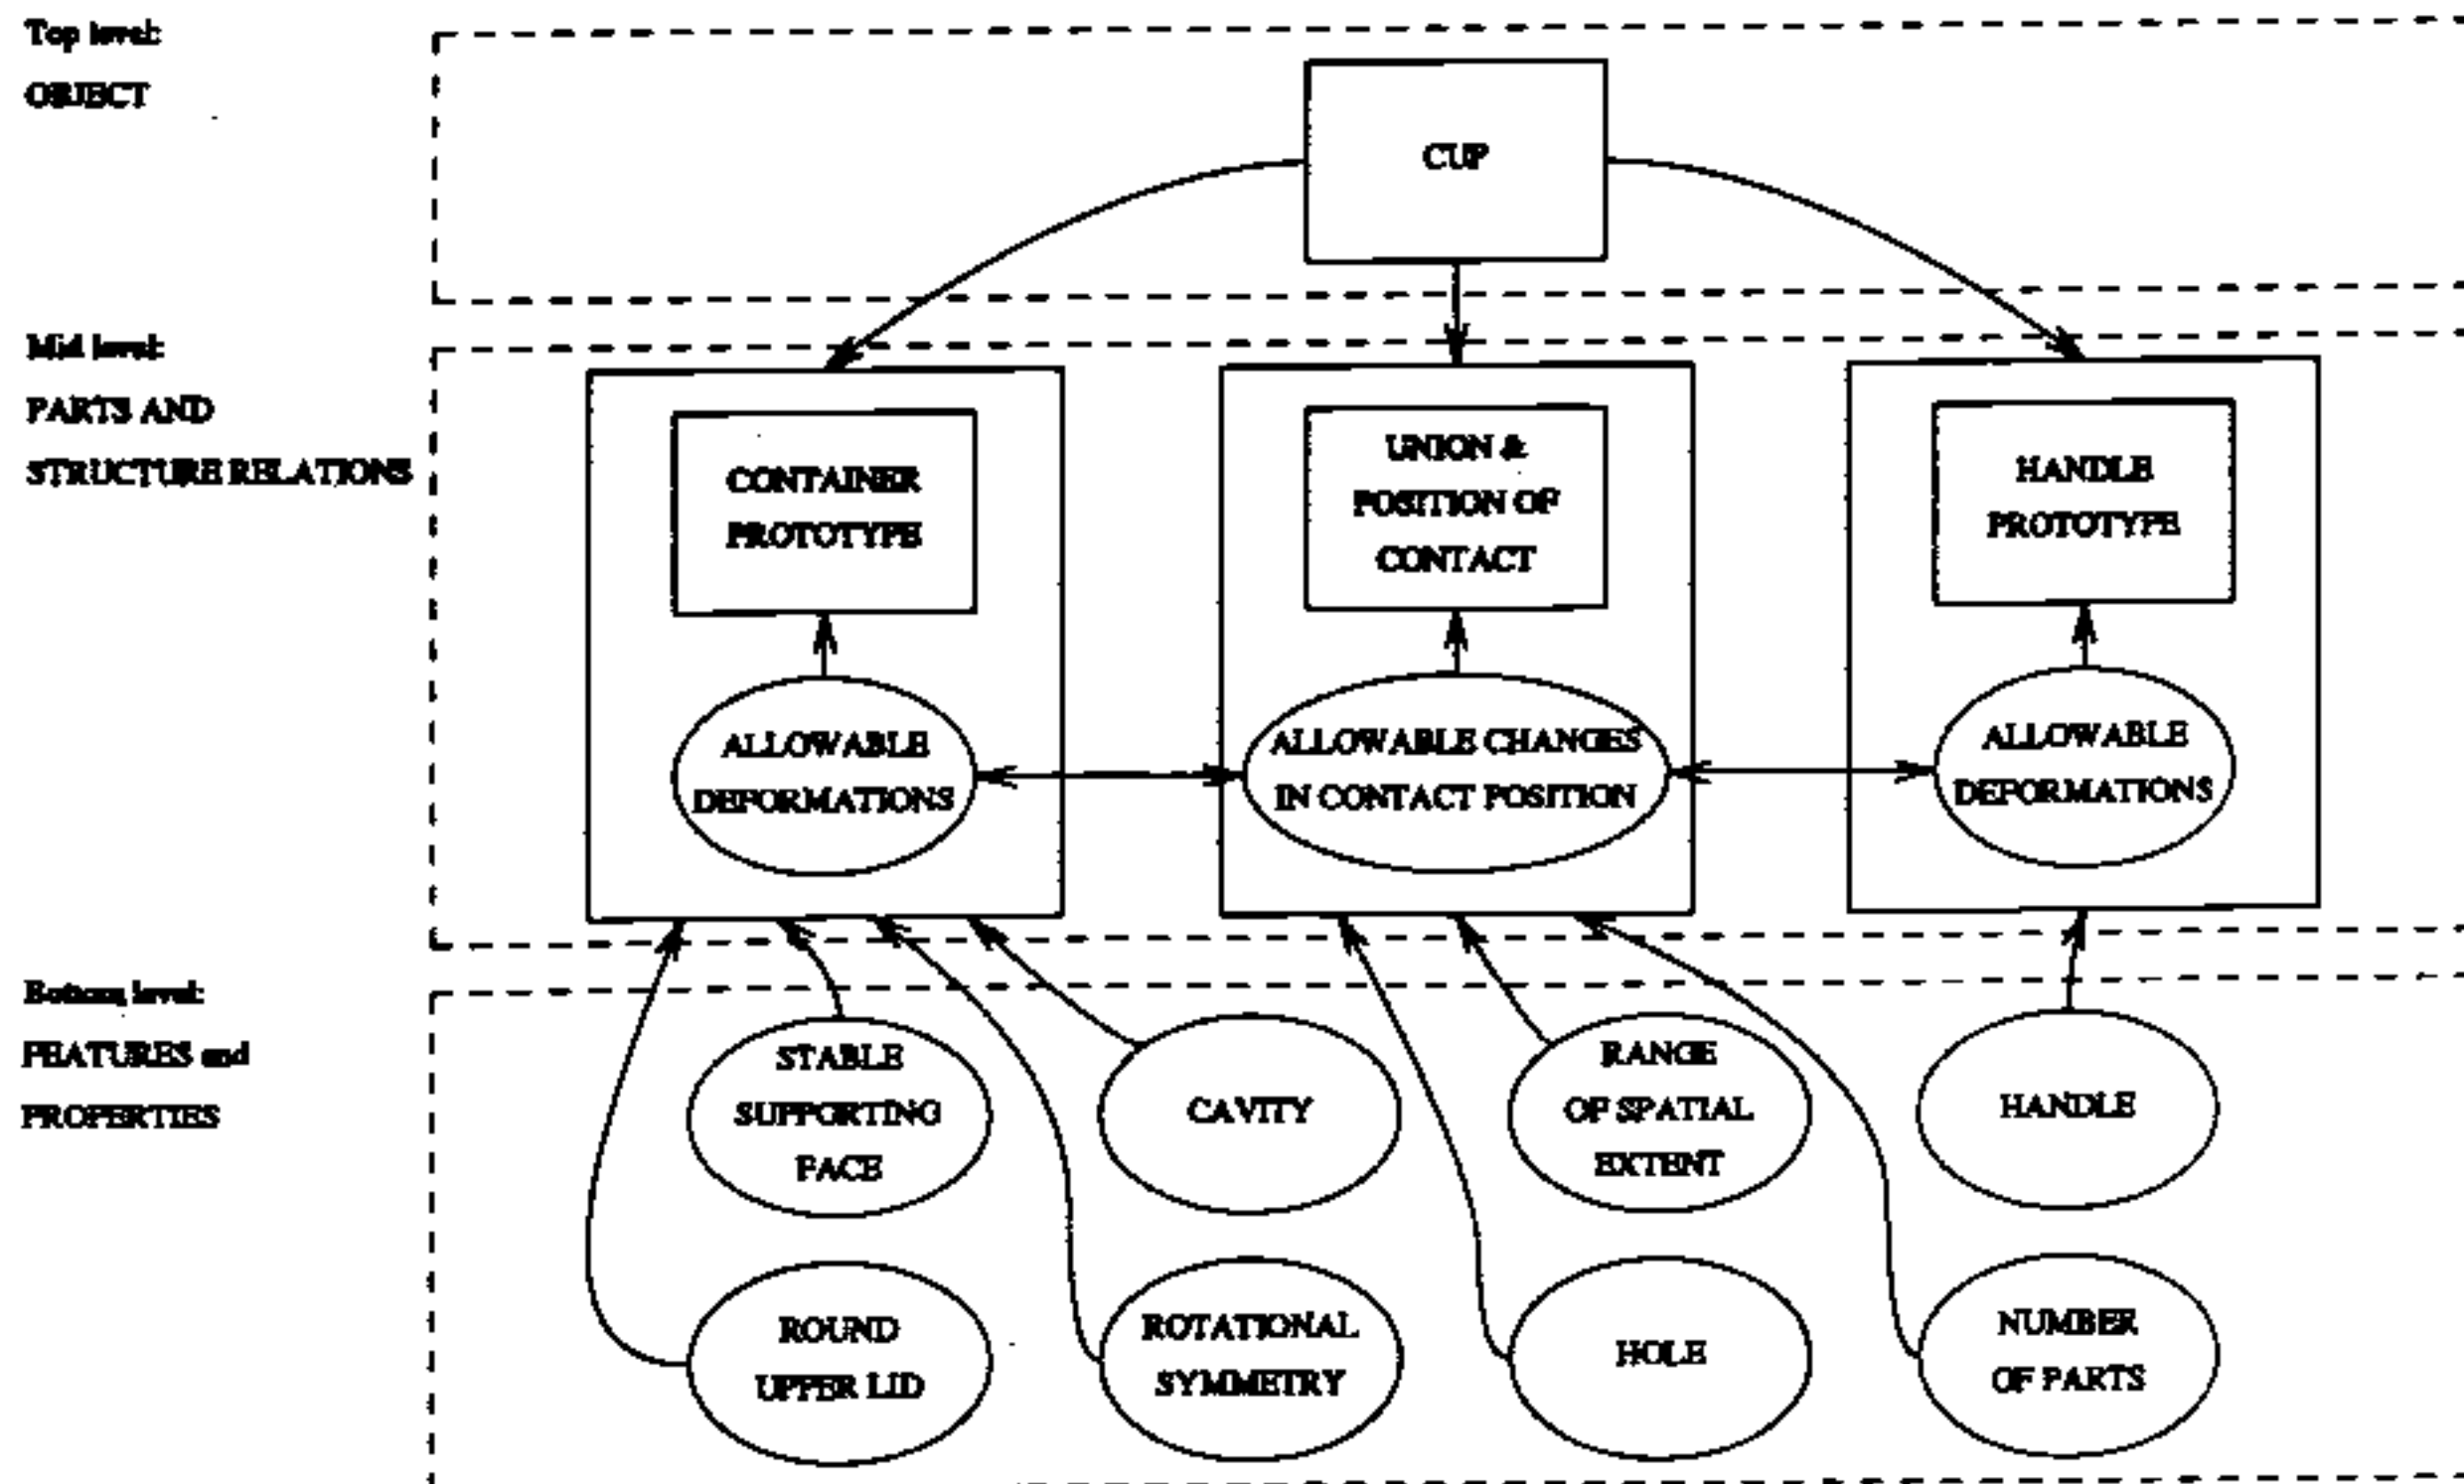 Top level:
OBJECT
CUP
Mid level:
PARTS AND
STRUCTURE RELATIONS
CONTAINER
PROTOTYPE
UNION &
POSITION OF
CONTACT
HANDLE
PROTOTYPE
ALLOWABLE
DEFORMATIONS
ALLOWABLE CHANGES
IN CONTACT POSITION
ALLOWABLE
DEFORMATIONS
Bottom level:
FEATURES and
PROPERTIES
STABLE
SUPPORTING
FACE
CAVITY
RANGE
OF SPATIAL
EXTENT
HANDLE
ROUND
UPPER LID
ROTATIONAL
SYMMETRY
HOLE
NUMBER
OF PARTS